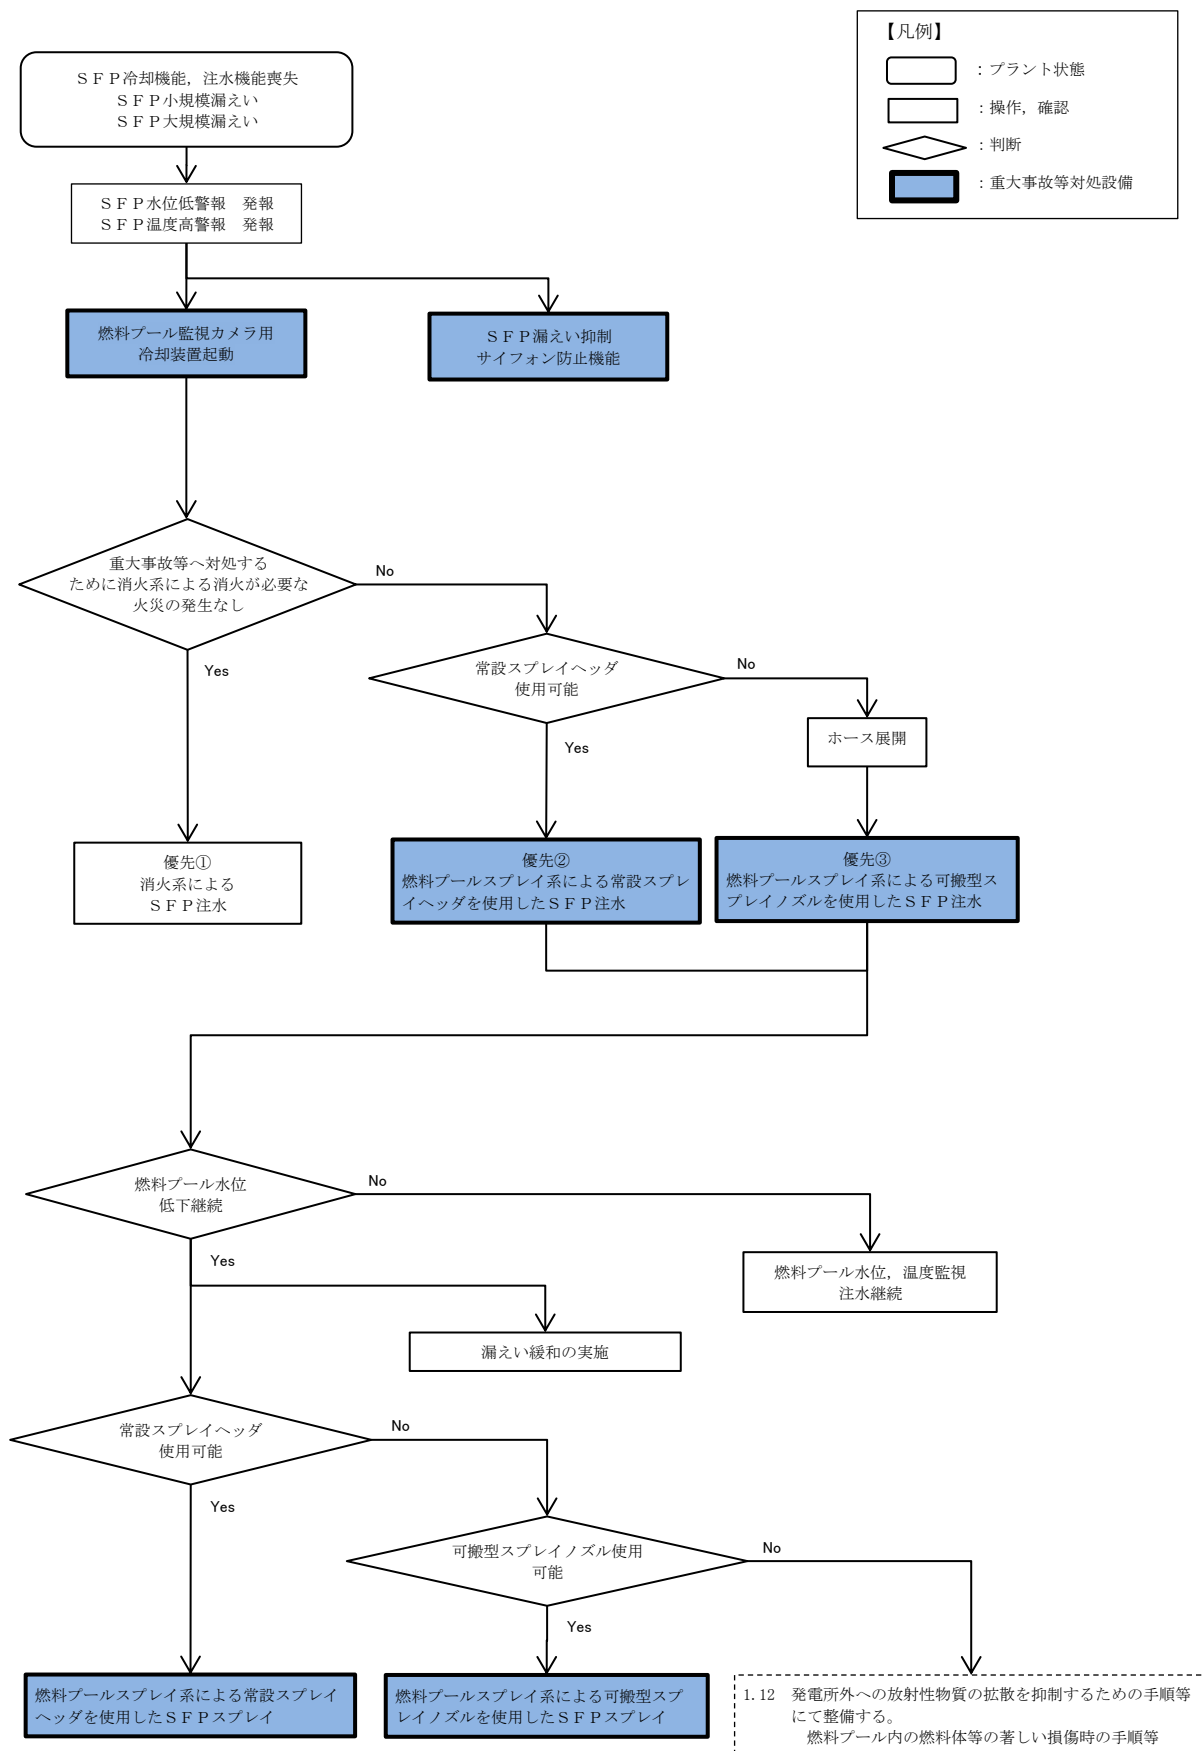 【凡例】
：プラント状態
：操作，確認
：判断
：重大事故等対処設備
ＳＦＰ冷却機能，注水機能喪失
ＳＦＰ小規模漏えい
ＳＦＰ大規模漏えい
ＳＦＰ水位低警報　発報
ＳＦＰ温度高警報　発報
燃料プール監視カメラ用
冷却装置起動
ＳＦＰ漏えい抑制
サイフォン防止機能
重大事故等へ対処する
ために消火系による消火が必要な
火災の発生なし
No
Yes
常設スプレイヘッダ
使用可能
No
Yes
ホース展開
優先①
消火系による
ＳＦＰ注水
優先②
燃料プールスプレイ系による常設スプレ
イヘッダを使用したＳＦＰ注水
優先③
燃料プールスプレイ系による可搬型ス
プレイノズルを使用したＳＦＰ注水
燃料プール水位
低下継続
No
Yes
燃料プール水位，温度監視
注水継続
漏えい緩和の実施
常設スプレイヘッダ
使用可能
No
Yes
可搬型スプレイノズル使用
可能
No
Yes
燃料プールスプレイ系による常設スプレイ
ヘッダを使用したＳＦＰスプレイ
燃料プールスプレイ系による可搬型スプ
レイノズルを使用したＳＦＰスプレイ
1.12　発電所外への放射性物質の拡散を抑制するための手順等
にて整備する。
燃料プール内の燃料体等の著しい損傷時の手順等